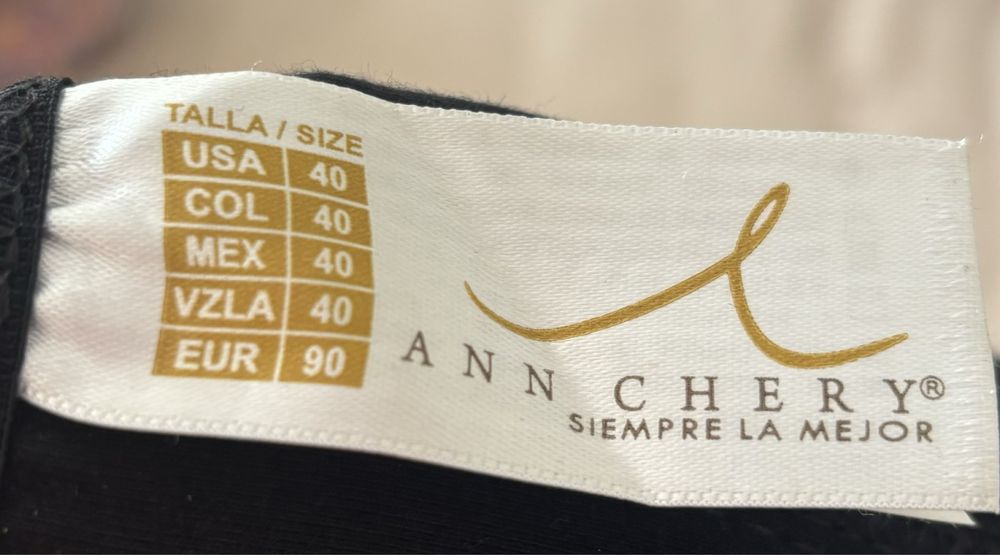 TALLA / SIZE
USA 40
COL 40
MEX 40
VZLA 40
EUR 90
ANN CHERY®
SIEMPRE LA MEJOR